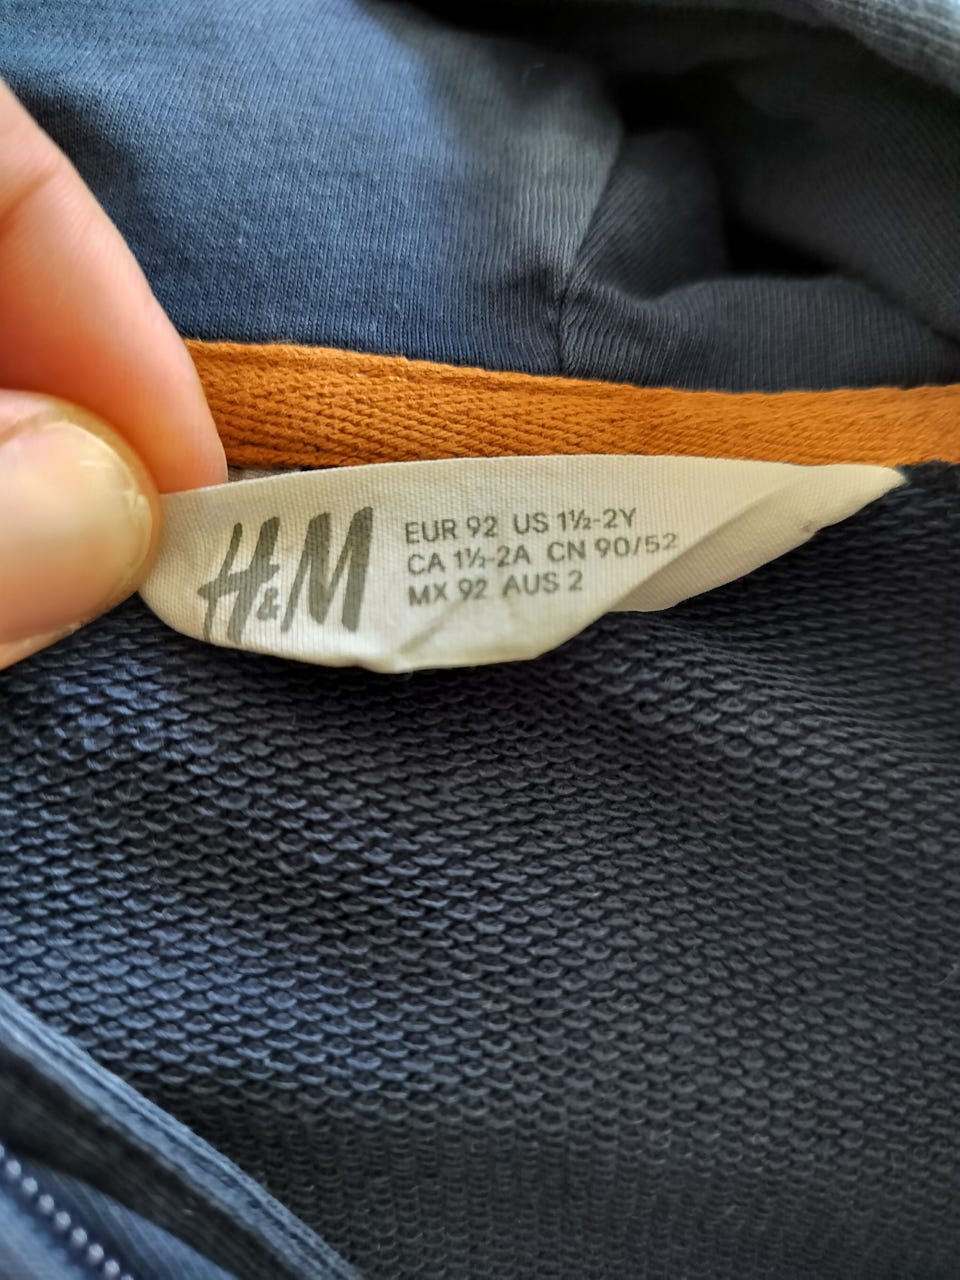 H&M
EUR 92 US 1½-2Y
CA 1½-2A CN 90/52
MX 92 AUS 2